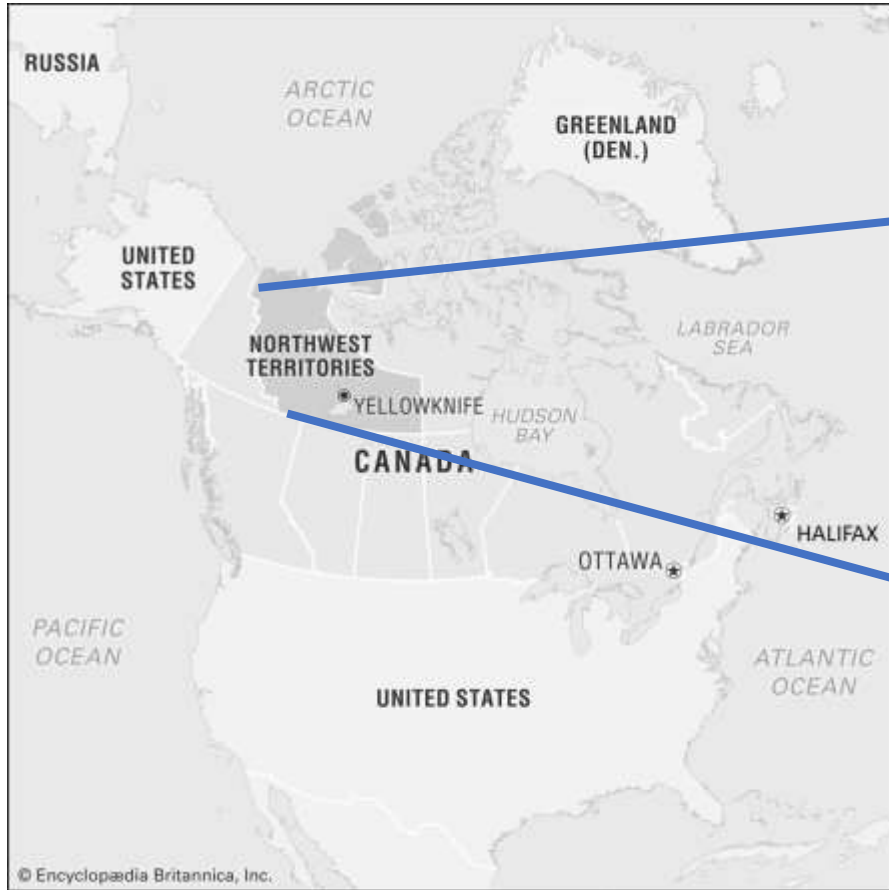 RUSSIA
ARCTIC
OCEAN
GREENLAND
(DEN.)
UNITED
STATES
LABRADOR
SEA
NORTHWEST
TERRITORIES
YELLOWKNIFE
HUDSON
BAY
CANADA
HALIFAX
OTTAWA
PACIFIC
OCEAN
ATLANTIC
OCEAN
UNITED STATES
© Encyclopædia Britannica, Inc.